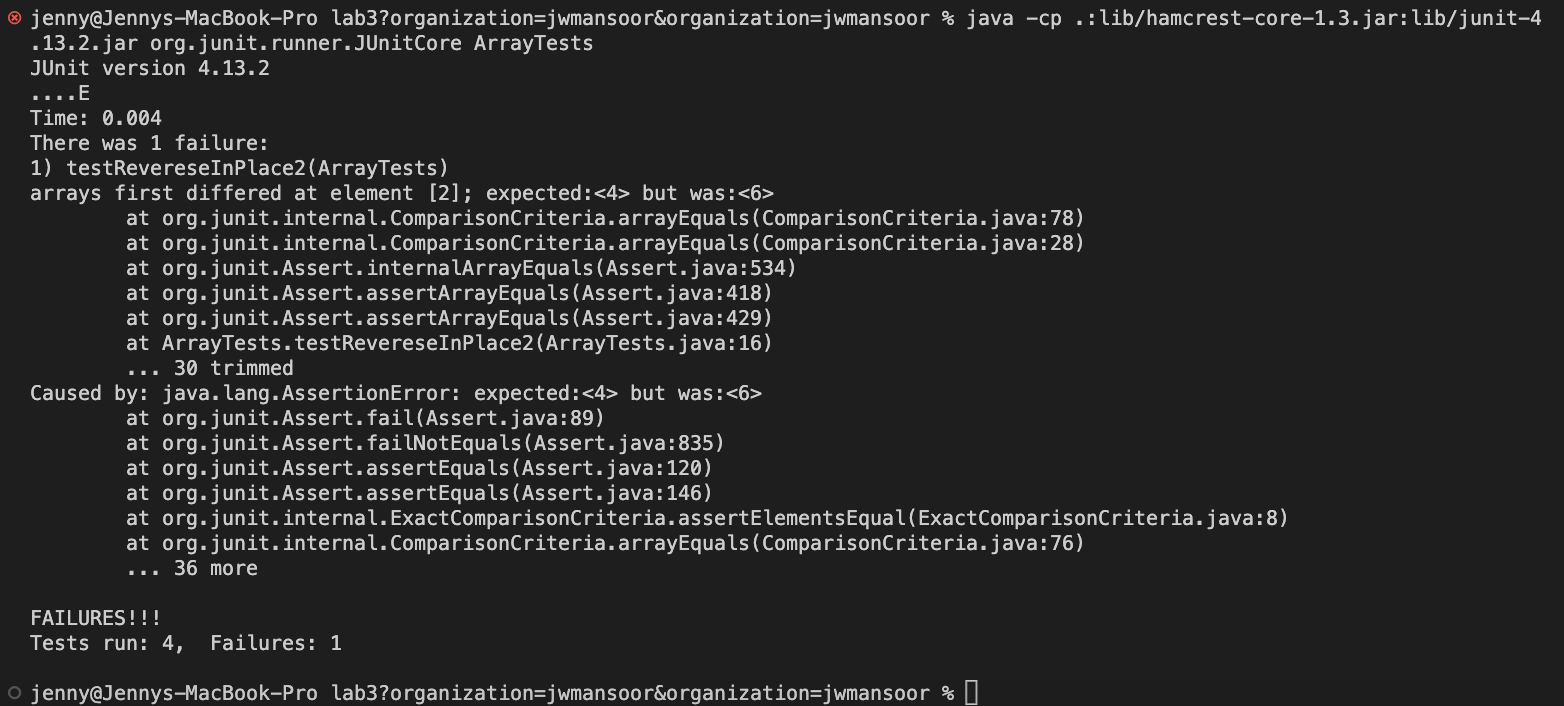 jenny@Jennys-MacBook-Pro lab3?organization=jwmansoor&organization=jwmansoor % java -cp .:lib/hamcrest-core-1.3.jar:lib/junit-4
.13.2.jar org.junit.runner.JUnitCore ArrayTests
JUnit version 4.13.2
....E
Time: 0.004
There was 1 failure:
1) testRevereseInPlace2(ArrayTests)
arrays first differed at element [2]; expected:<4> but was:<6>
        at org.junit.internal.ComparisonCriteria.arrayEquals(ComparisonCriteria.java:78)
        at org.junit.internal.ComparisonCriteria.arrayEquals(ComparisonCriteria.java:28)
        at org.junit.Assert.internalArrayEquals(Assert.java:534)
        at org.junit.Assert.assertArrayEquals(Assert.java:418)
        at org.junit.Assert.assertArrayEquals(Assert.java:429)
        at ArrayTests.testRevereseInPlace2(ArrayTests.java:16)
        ... 30 trimmed
Caused by: java.lang.AssertionError: expected:<4> but was:<6>
        at org.junit.Assert.fail(Assert.java:89)
        at org.junit.Assert.failNotEquals(Assert.java:835)
        at org.junit.Assert.assertEquals(Assert.java:120)
        at org.junit.Assert.assertEquals(Assert.java:146)
        at org.junit.internal.ExactComparisonCriteria.assertElementsEqual(ExactComparisonCriteria.java:8)
        at org.junit.internal.ComparisonCriteria.arrayEquals(ComparisonCriteria.java:76)
        ... 36 more

FAILURES!!!
Tests run: 4,  Failures: 1

jenny@Jennys-MacBook-Pro lab3?organization=jwmansoor&organization=jwmansoor %